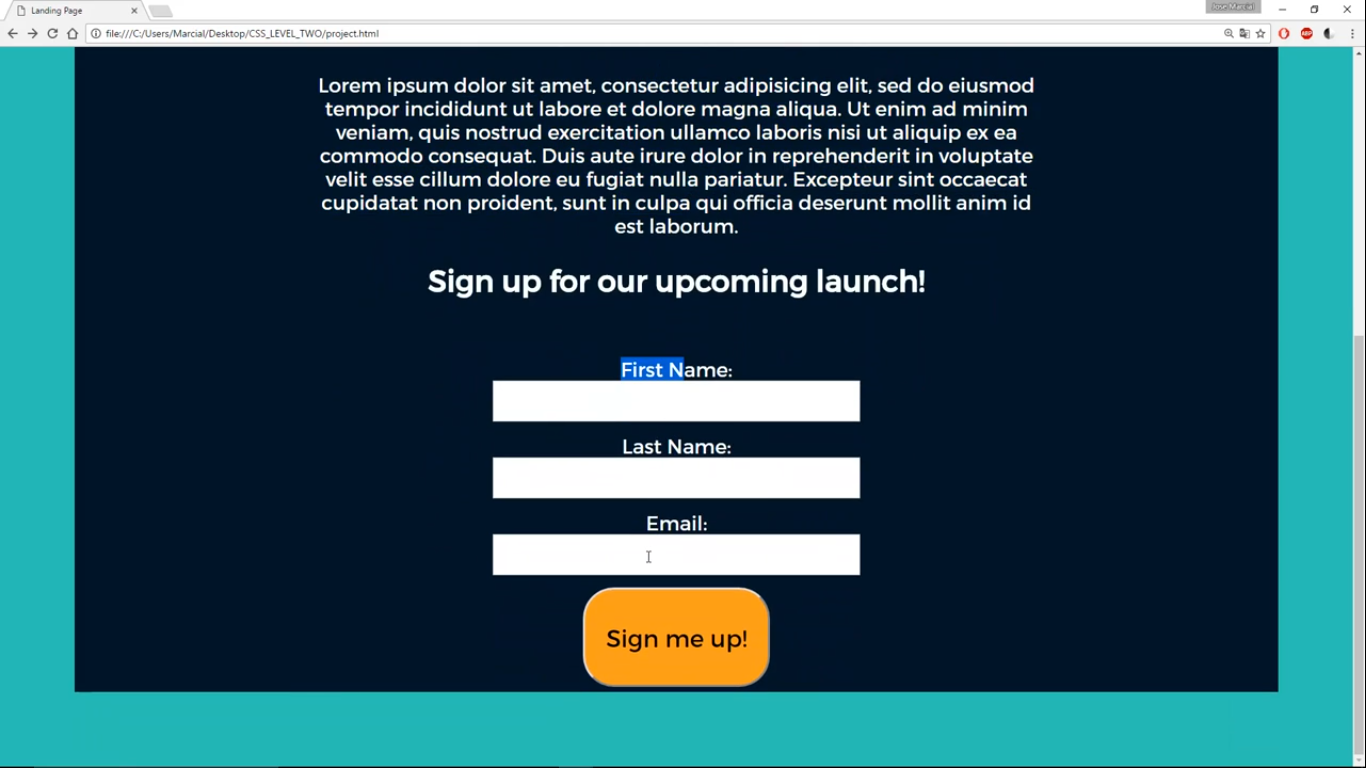 Landing Page
Jose Marcial
file:///C:/Users/Marcial/Desktop/CSS_LEVEL_TWO/project.html
ABP
Lorem ipsum dolor sit amet, consectetur adipisicing elit, sed do eiusmod
tempor incididunt ut labore et dolore magna aliqua. Ut enim ad minim
veniam, quis nostrud exercitation ullamco laboris nisi ut aliquip ex ea
commodo consequat. Duis aute irure dolor in reprehenderit in voluptate
velit esse cillum dolore eu fugiat nulla pariatur. Excepteur sint occaecat
cupidatat non proident, sunt in culpa qui officia deserunt mollit anim id
est laborum.
Sign up for our upcoming launch!
First Name:
Last Name:
Email:
Sign me up!